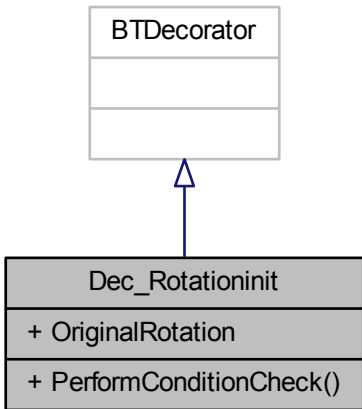 BTDecorator
Dec_Rotationinit
+ OriginalRotation
+ PerformConditionCheck()